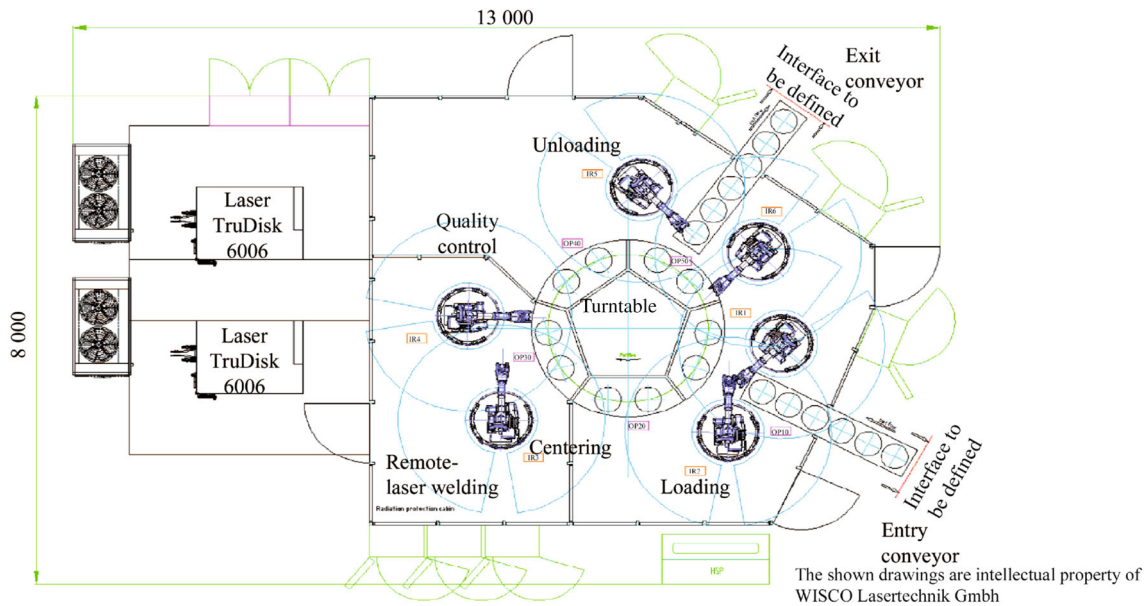 13 000
Exit
conveyor
Interface to
be defined
Unloading
IR5
IR6
Laser
TruDisk
6006
Quality
control
OP40
OP50
Turntable
IR1
8 000
IR4
Laser
TruDisk
6006
OP30
OP20
OP10
Centering
IR3
Remote-
laser welding
IR2
Loading
Interface to
be defined
Radiation protection cabin
Entry
conveyor
HSP
The shown drawings are intellectual property of
WISCO Lasertechnik Gmbh